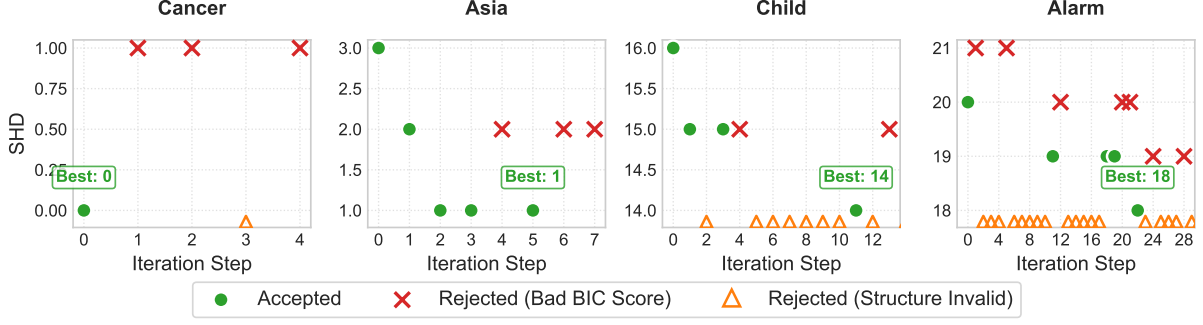 Cancer Asia Child Alarm
SHD
1.00
0.75
0.50
0.25
0.00
Best: 0
0 1 2 3 4
Iteration Step
3.0
2.5
2.0
1.5
1.0
Best: 1
0 1 2 3 4 5 6 7
Iteration Step
16.0
15.5
15.0
14.5
14.0
Best: 14
0 2 4 6 8 10 12
Iteration Step
21
20
19
18
Best: 18
0 4 8 12 16 20 24 28
Iteration Step
Accepted Rejected (Bad BIC Score) Rejected (Structure Invalid)